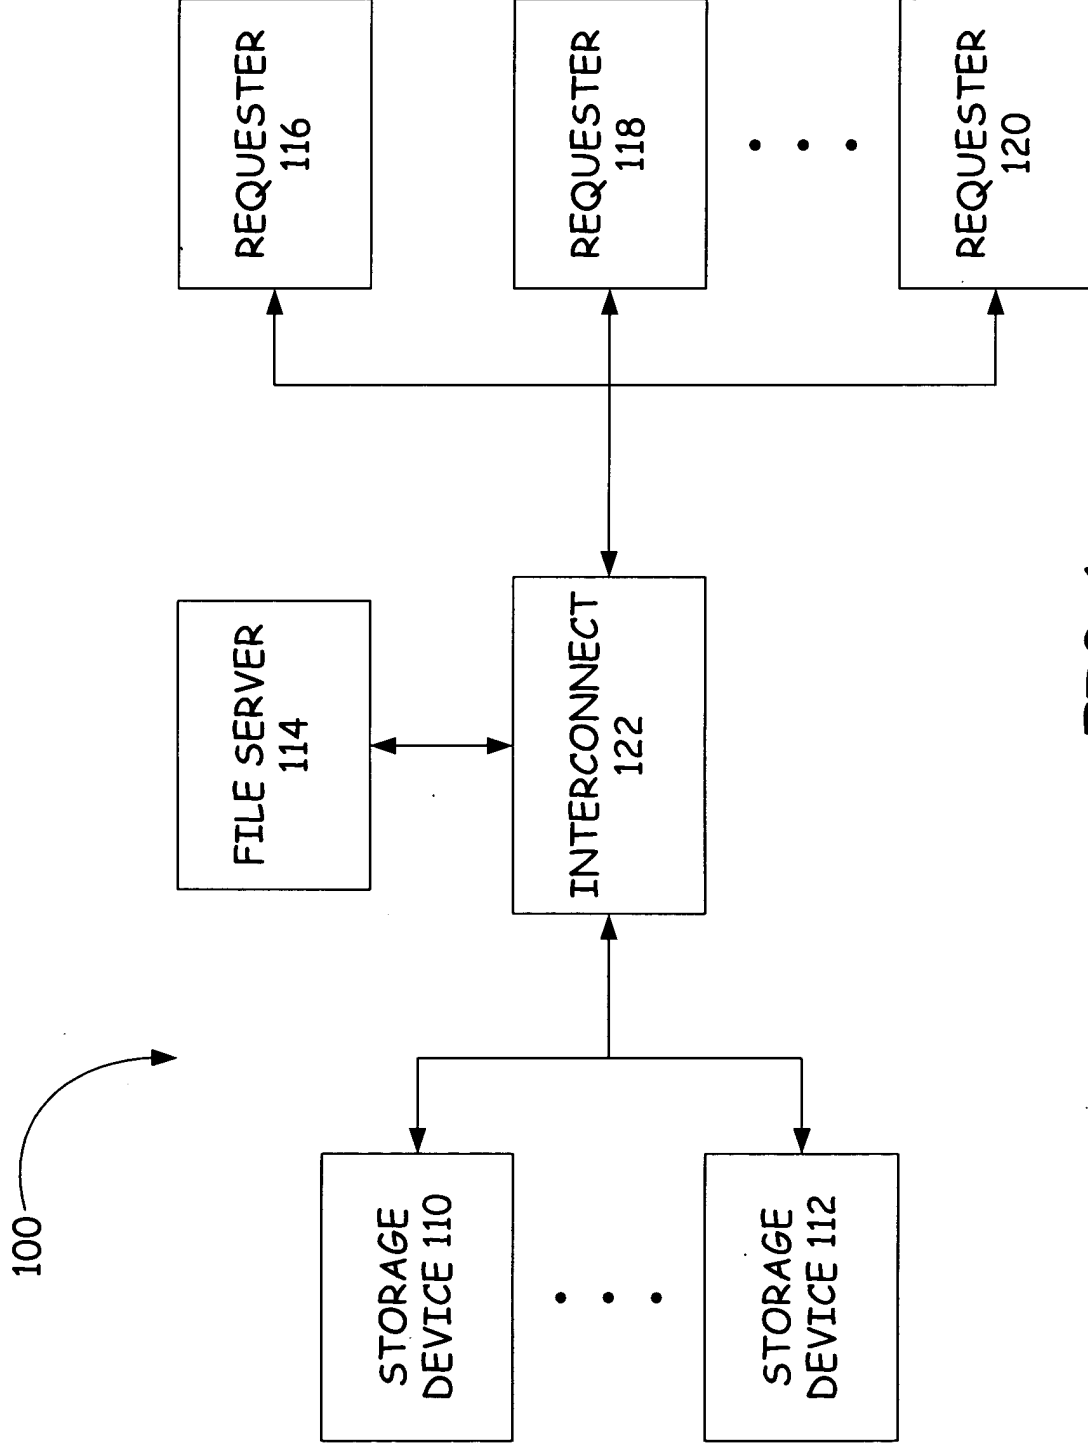 100
STORAGE
DEVICE 110
STORAGE
DEVICE 112
FILE SERVER
114
INTERCONNECT
122
REQUESTER
116
REQUESTER
118
REQUESTER
120